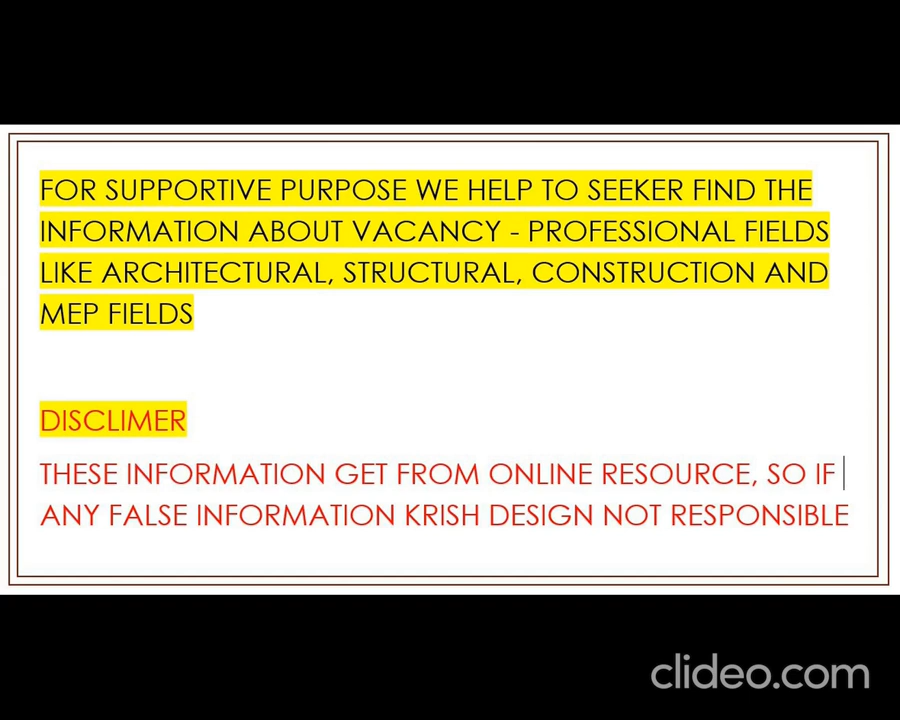 FOR SUPPORTIVE PURPOSE WE HELP TO SEEKER FIND THE
INFORMATION ABOUT VACANCY - PROFESSIONAL FIELDS
LIKE ARCHITECTURAL, STRUCTURAL, CONSTRUCTION AND
MEP FIELDS
DISCLIMER
THESE INFORMATION GET FROM ONLINE RESOURCE, SO IF
ANY FALSE INFORMATION KRISH DESIGN NOT RESPONSIBLE
clideo.com